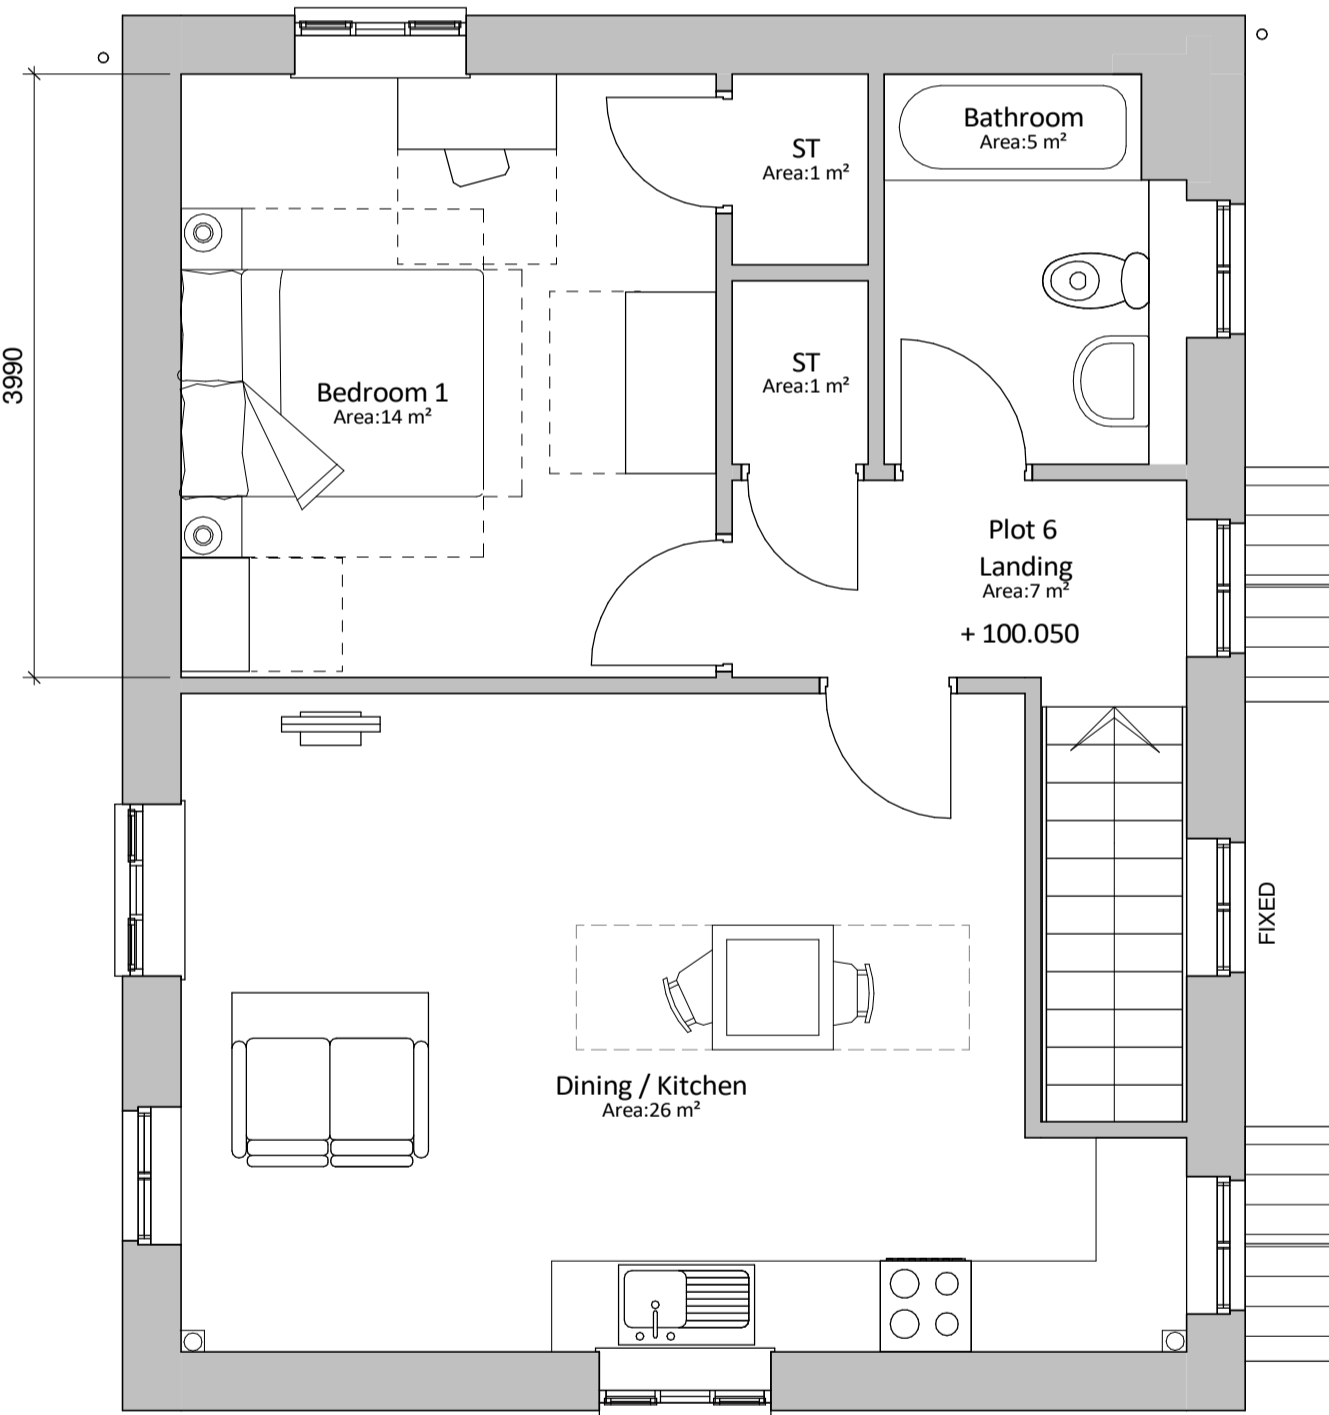 Bathroom
Area:5 m²
ST
Area:1 m²
3990
ST
Area:1 m²
Bedroom 1
Area:14 m²
Plot 6
Landing
Area:7 m²
+ 100.050
FIXED
Dining / Kitchen
Area:26 m²